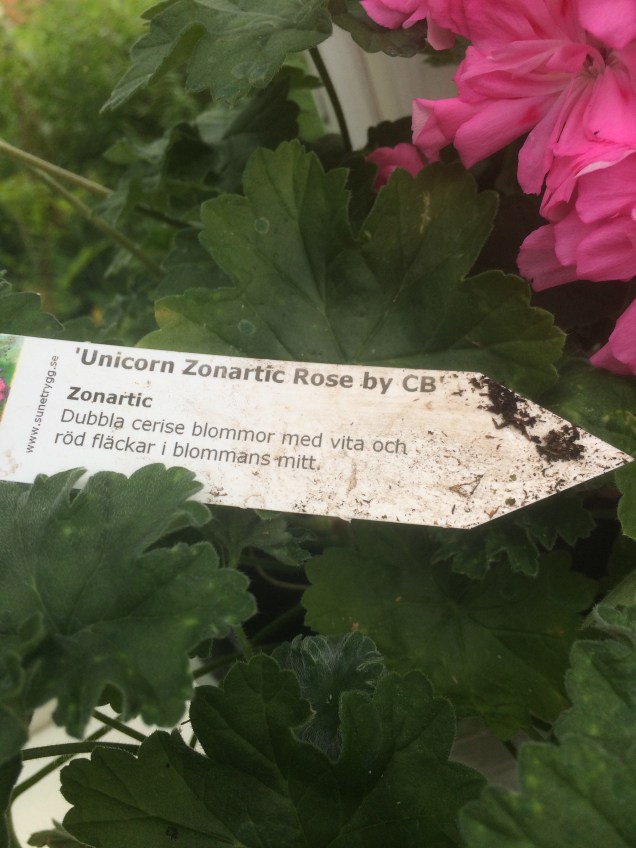 'Unicorn Zonartic Rose by CB'
Zonartic
Dubbla cerise blommor med vita och
röd fläckar i blommans mitt.
www.sunetrygg.se